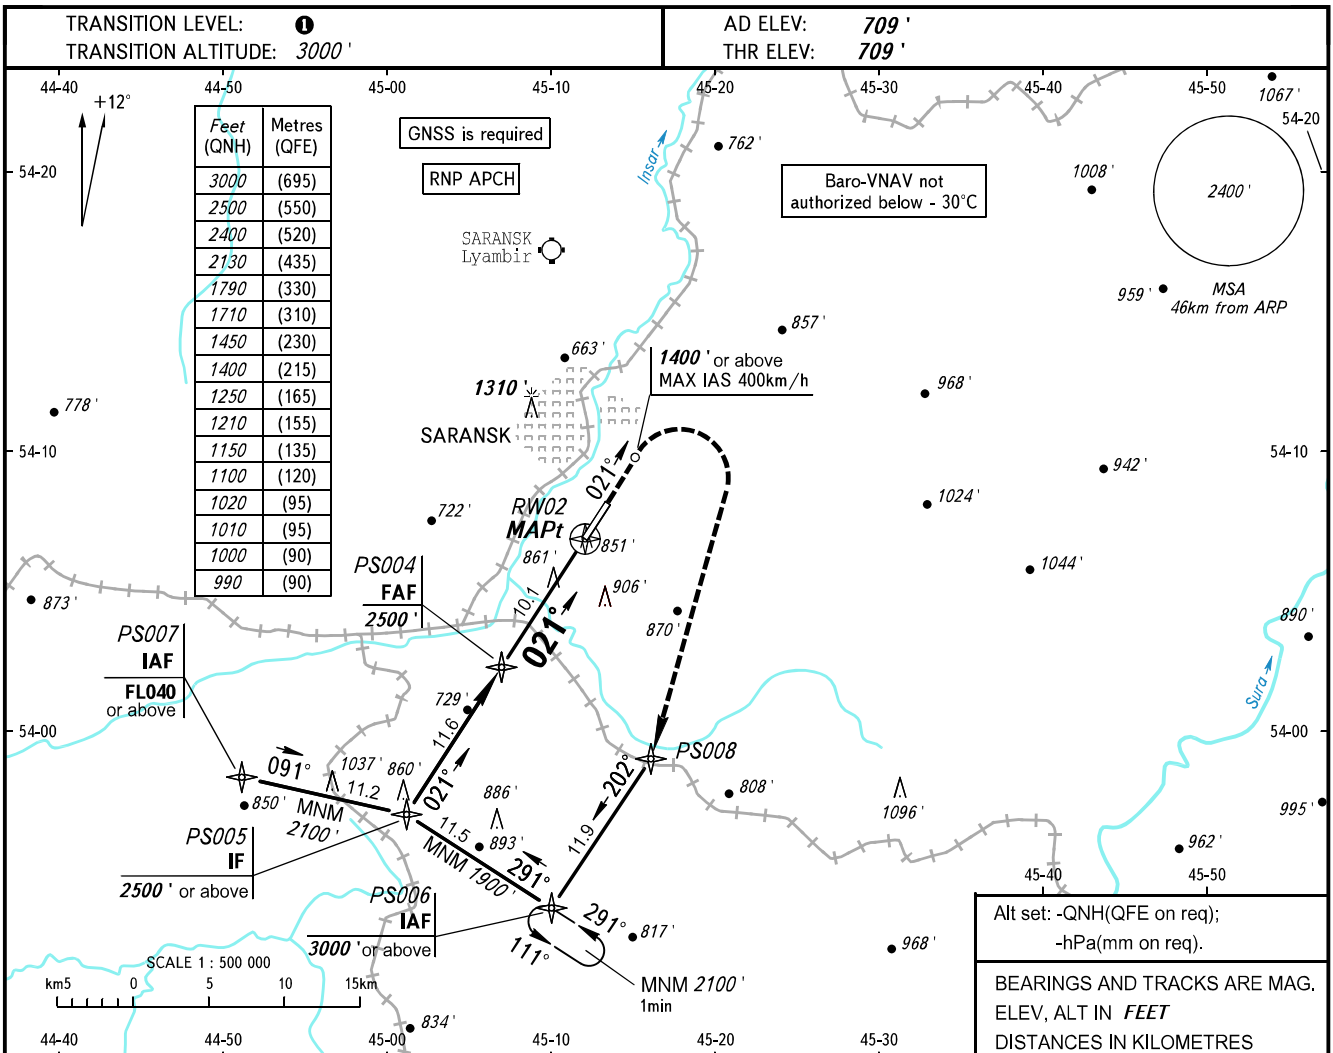 TRANSITION LEVEL: ❶
TRANSITION ALTITUDE: 3000 '
AD ELEV: 709 '
THR ELEV: 709 '
44-40 44-50 45-00 45-10 45-20 45-30 45-40 45-50
+12°
Feet (QNH) Metres (QFE)
3000 (695)
2500 (550)
2400 (520)
2130 (435)
1790 (330)
1710 (310)
1450 (230)
1400 (215)
1250 (165)
1210 (155)
1150 (135)
1100 (120)
1020 (95)
1010 (95)
1000 (90)
990 (90)
GNSS is required
RNP APCH
Insar
762 '
Baro-VNAV not
authorized below - 30°C
1008 '
1067 '
54-20
54-20
2400 '
MSA
46km from ARP
959 '
SARANSK
Lyambir
857 '
663 '
1310 '
SARANSK
1400 ' or above
MAX IAS 400km/h
968 '
778 '
54-10
54-10
942 '
1024 '
1044 '
021°
RW02
MAPt
851 '
722 '
861 '
906 '
PS004
FAF
2500 '
10.1
021°
870 '
873 '
890 '
Sura
PS007
IAF
FL040
or above
729 '
11.6
54-00
54-00
PS008
091°
1037 '
11.2
MNM
2100 '
860 '
021°
850 '
886 '
893 '
11.5
MNM 1900 '
291°
202°
11.9
808 '
1096 '
995 '
962 '
PS005
IF
2500 ' or above
PS006
IAF
3000 ' or above
291°
111°
817 '
MNM 2100 '
1min
968 '
834 '
45-40 45-50
SCALE 1 : 500 000
km5 0 5 10 15km
44-40 44-50 45-00 45-10 45-20 45-30
Alt set: -QNH(QFE on req);
-hPa(mm on req).
BEARINGS AND TRACKS ARE MAG.
ELEV, ALT IN FEET
DISTANCES IN KILOMETRES